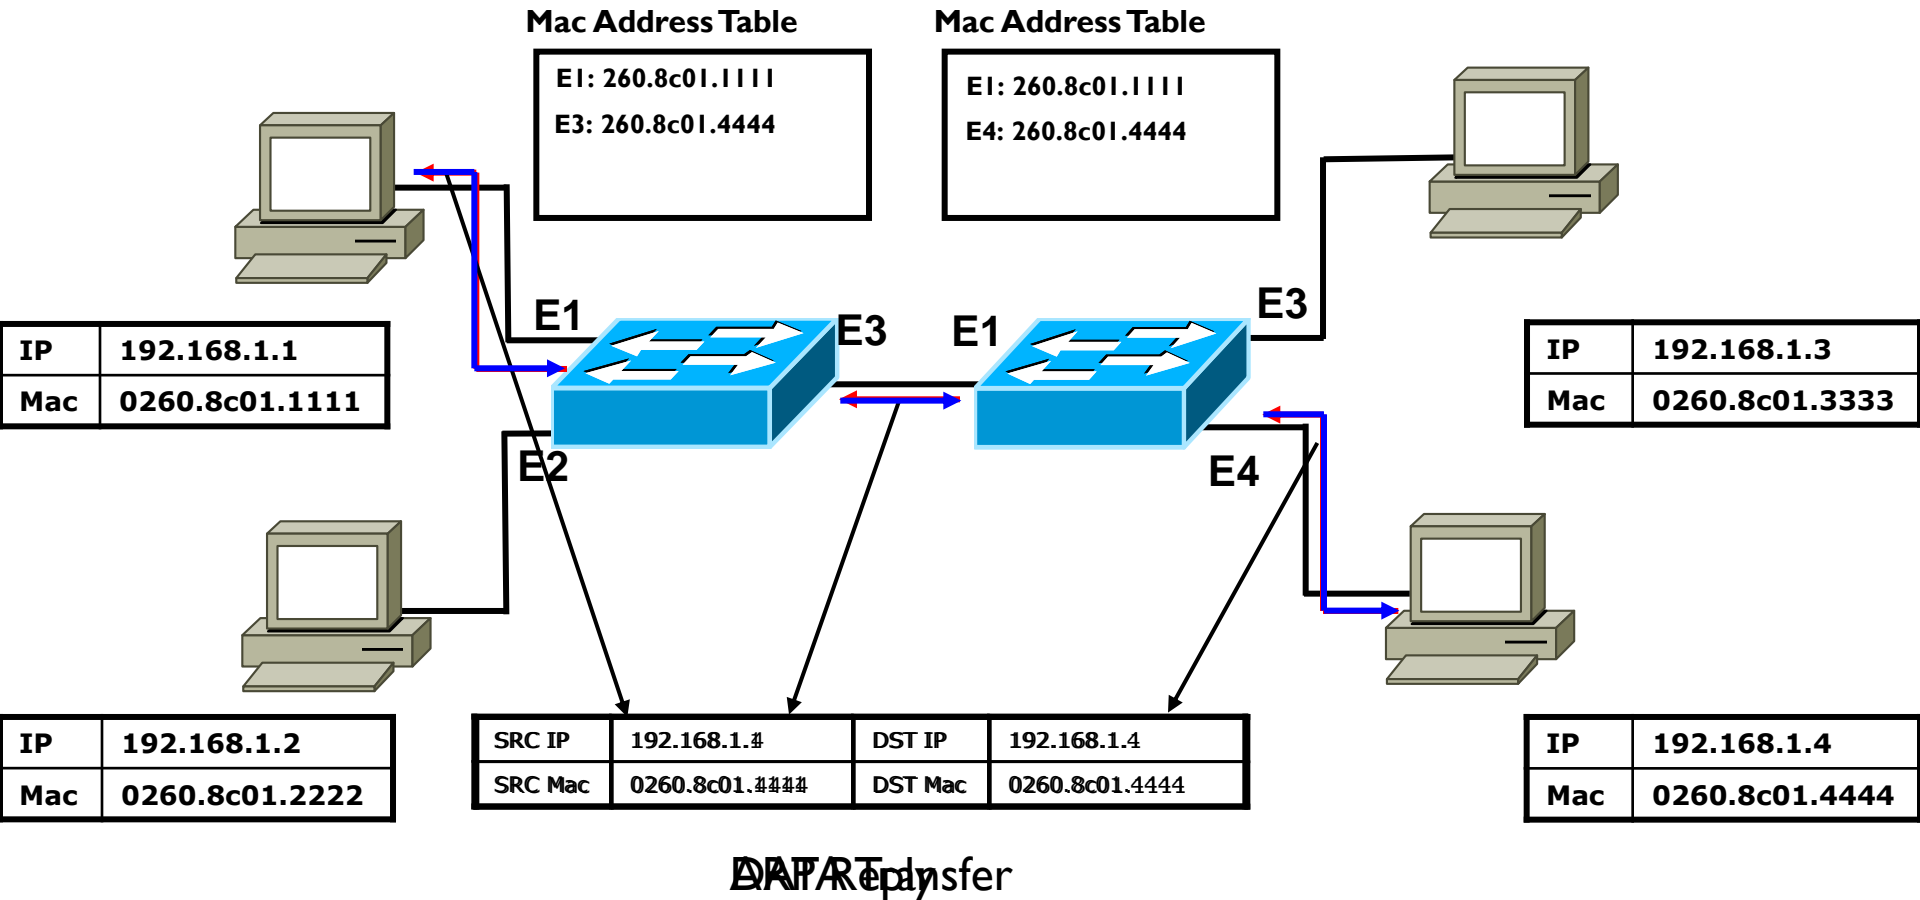 Mac Address Table
Mac Address Table
E1: 260.8c01.1111
E3: 260.8c01.4444
E1: 260.8c01.1111
E4: 260.8c01.4444
E1
E3
E1
E3
E2
E4
IP 192.168.1.1
Mac 0260.8c01.1111
IP 192.168.1.3
Mac 0260.8c01.3333
IP 192.168.1.2
Mac 0260.8c01.2222
SRC IP DST IP 192.168.1.4
SRC Mac DST Mac 0260.8c01.4444
IP 192.168.1.4
Mac 0260.8c01.4444